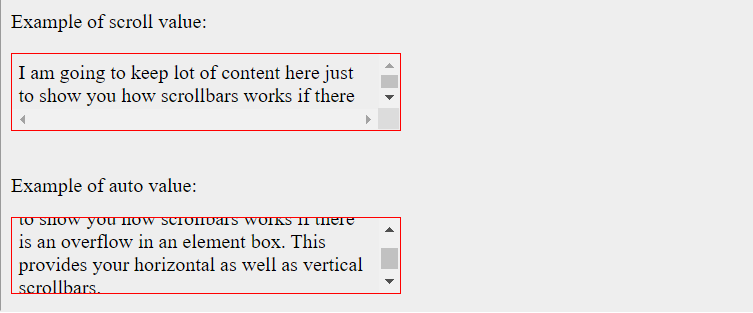 Example of scroll value:
I am going to keep lot of content here just
to show you how scrollbars works if there
Example of auto value:
to show you how scrollbars works if there
is an overflow in an element box. This
provides your horizontal as well as vertical
scrollbars.